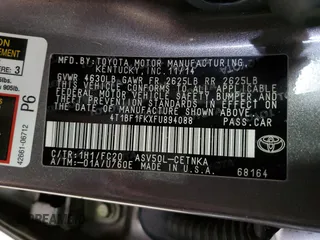 MFD.BY:TOYOTA MOTOR MANUFACTURING,
KENTUCKY,INC. 11/14
GVWR 4630LB GAWR FR 2625LB RR 2625LB
THIS VEHICLE CONFORMS TO ALL APPLICABLE
FEDERAL MOTOR VEHICLE SAFETY, BUMPER, AND
THEFT PREVENTION STANDARDS IN EFFECT ON
THE DATE OF MANUFACTURE SHOWN ABOVE.
4T1BF1FKXFU894088
PASS.CAR
C/TR:1H1/FC20 ASV50L-CETNKA
A/TM:-01A/U760E MADE IN U.S.A.
68164
TOYOTA
P6
42661-06712